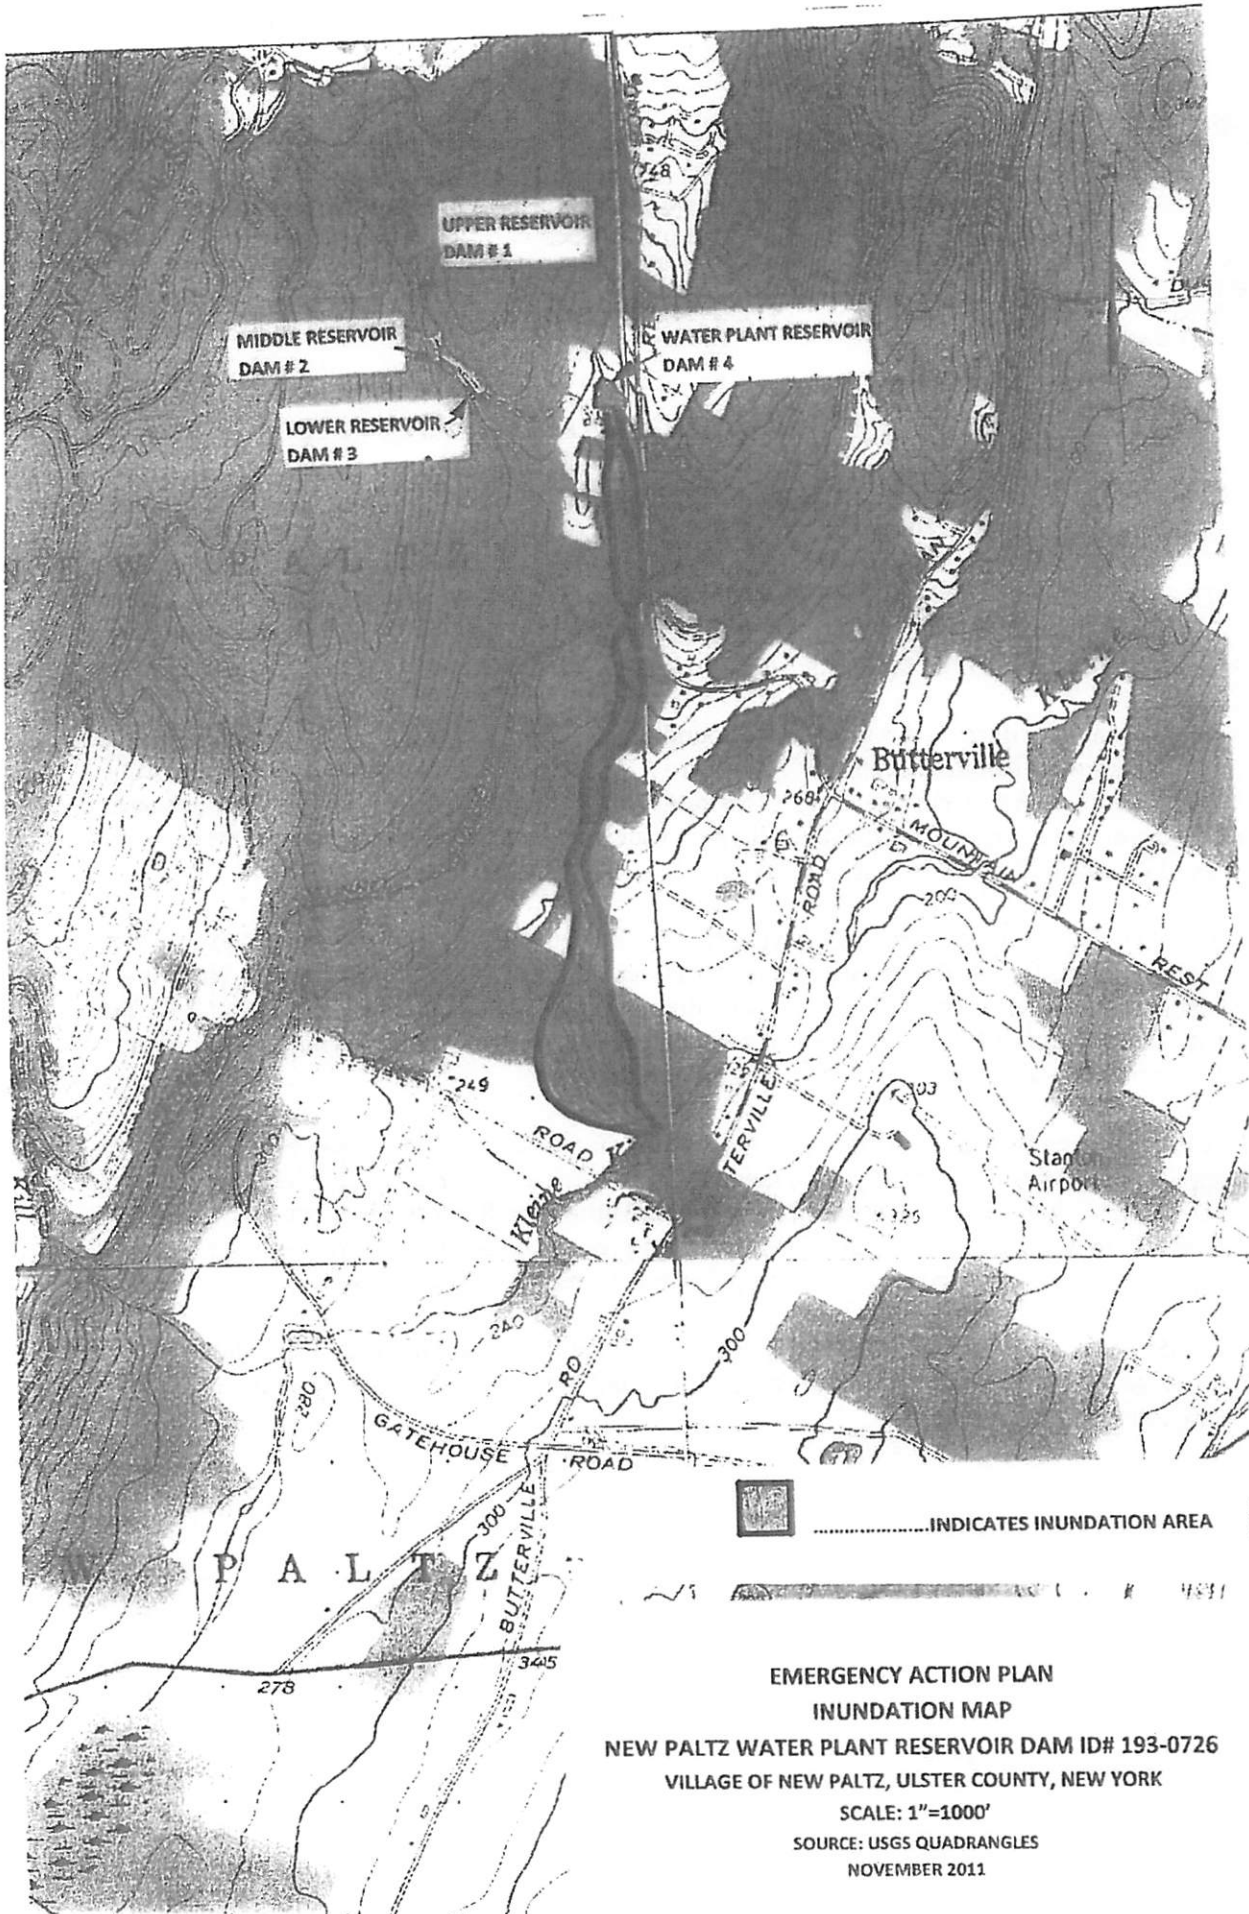 748
UPPER RESERVOIR
DAM # 1
MIDDLE RESERVOIR
DAM # 2
WATER PLANT RESERVOIR
DAM # 4
LOWER RESERVOIR
DAM # 3
P A L T Z
Butterville
268
MOUNTAIN
REST
ROAD
200
249
ROAD
Kleine
TERVILLE
Airport
240
300
280
RD
GATEHOUSE
ROAD
300
BUTTERVILLE
W P A L T Z
278
345
....................INDICATES INUNDATION AREA
EMERGENCY ACTION PLAN
INUNDATION MAP
NEW PALTZ WATER PLANT RESERVOIR DAM ID# 193-0726
VILLAGE OF NEW PALTZ, ULSTER COUNTY, NEW YORK
SCALE: 1"=1000'
SOURCE: USGS QUADRANGLES
NOVEMBER 2011